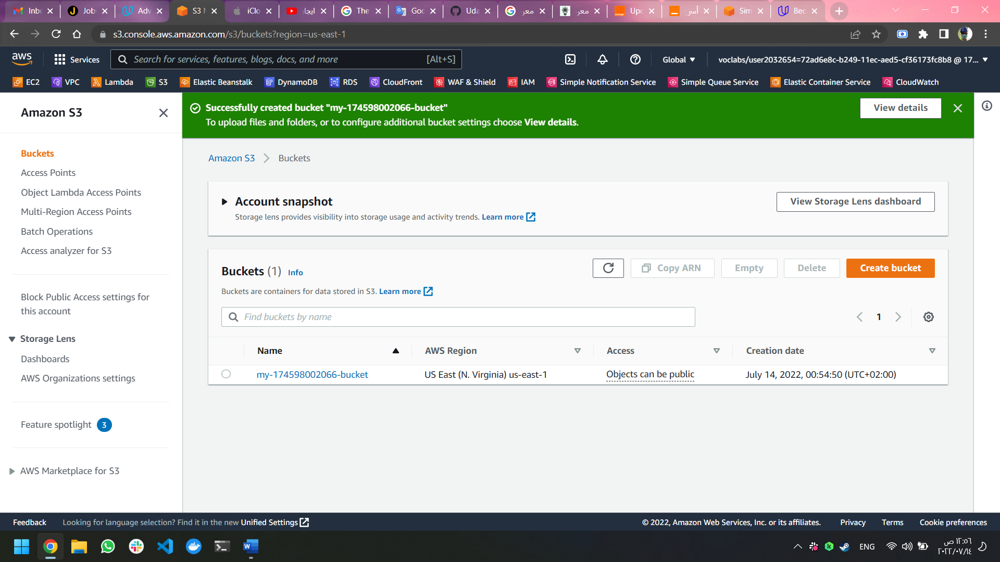 Inbo
Job
Adv
S3 M
iClo
ايجا
The
Goo
Uda
معر
معر
Upc
أسر
Sim
Bec
s3.console.aws.amazon.com/s3/buckets?region=us-east-1
aws
Services
Search for services, features, blogs, docs, and more
[Alt+S]
Global
voclabs/user2032654=72ad6e8c-b249-11ec-aed5-cf36173fc8b8 @ 17...
EC2
VPC
Lambda
S3
Elastic Beanstalk
DynamoDB
RDS
CloudFront
WAF & Shield
IAM
Simple Notification Service
Simple Queue Service
Elastic Container Service
CloudWatch
Amazon S3
Buckets
Access Points
Object Lambda Access Points
Multi-Region Access Points
Batch Operations
Access analyzer for S3
Block Public Access settings for
this account
Storage Lens
Dashboards
AWS Organizations settings
Feature spotlight 3
AWS Marketplace for S3
Successfully created bucket "my-174598002066-bucket"
To upload files and folders, or to configure additional bucket settings choose View details.
View details
Amazon S3
Buckets
Account snapshot
Storage lens provides visibility into storage usage and activity trends. Learn more
View Storage Lens dashboard
Buckets (1) Info
Copy ARN
Empty
Delete
Create bucket
Buckets are containers for data stored in S3. Learn more
Find buckets by name
1
Name
AWS Region
Access
Creation date
my-174598002066-bucket
US East (N. Virginia) us-east-1
Objects can be public
July 14, 2022, 00:54:50 (UTC+02:00)
Feedback
Looking for language selection? Find it in the new Unified Settings
© 2022, Amazon Web Services, Inc. or its affiliates.
Privacy
Terms
Cookie preferences
ENG
١٢:٥٦ ص
٢٠٢٢/٠٧/١٤